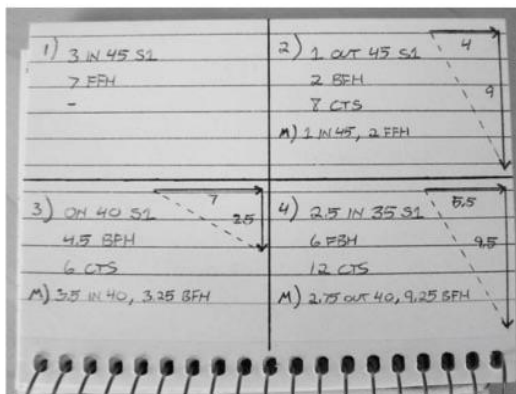 1) 3 IN 45 S1
7 FFH
-
2) 1 OUT 45 S1
2 BFH
CTS
M) 1 IN 45, 2 FFH
4
9
3) ON 40 S1
4.5 BFH
6 CTS
M) 3.5 IN 40, 3.25 BFH
7
2.5
4) 2.5 IN 35 S1
6 FBH
12 CTS
M) 2.75 OUT 40, 9.25 BFH
5.5
9.5